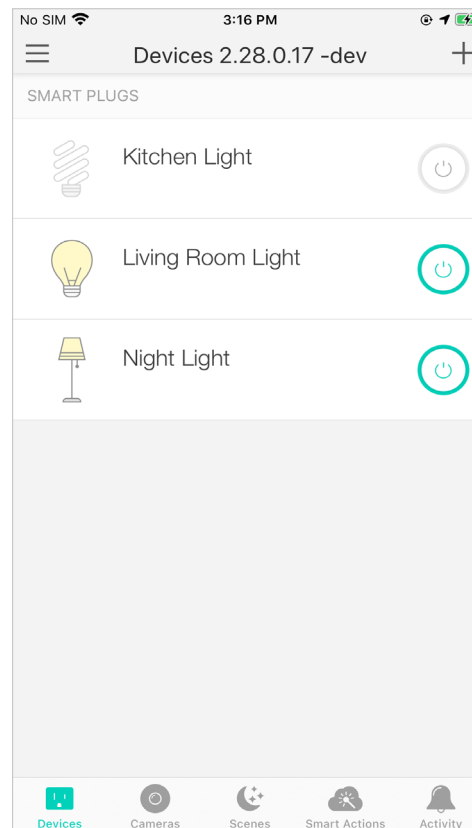 No SIM 3:16 PM
Devices 2.28.0.17 -dev
SMART PLUGS
Kitchen Light
Living Room Light
Night Light
Devices Cameras Scenes Smart Actions Activity